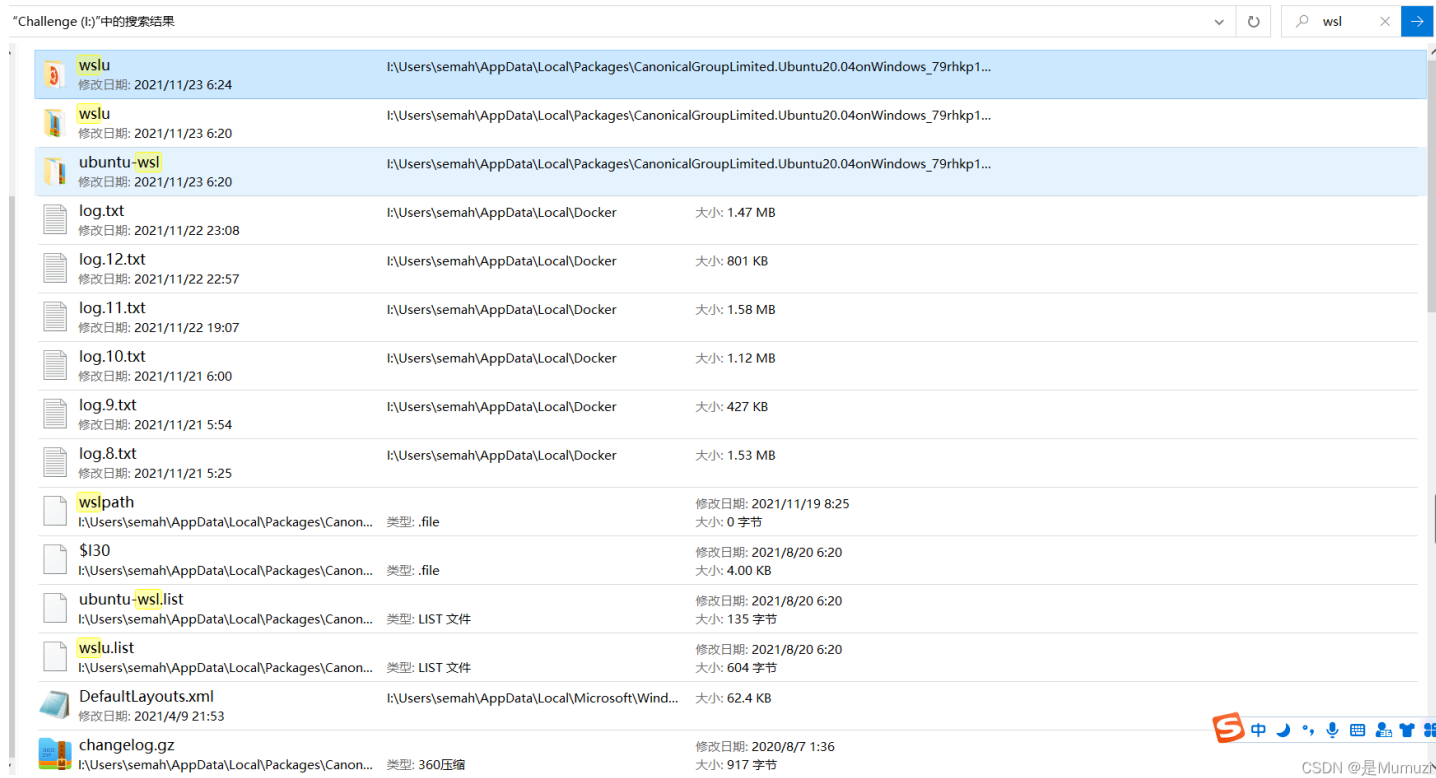 "Challenge (I:)"中的搜索结果
wsl
wslu
I:\Users\semah\AppData\Local\Packages\CanonicalGroupLimited.Ubuntu20.04onWindows_79rhkp1...
修改日期: 2021/11/23 6:24
wslu
I:\Users\semah\AppData\Local\Packages\CanonicalGroupLimited.Ubuntu20.04onWindows_79rhkp1...
修改日期: 2021/11/23 6:20
ubuntu-wsl
I:\Users\semah\AppData\Local\Packages\CanonicalGroupLimited.Ubuntu20.04onWindows_79rhkp1...
修改日期: 2021/11/23 6:20
log.txt
I:\Users\semah\AppData\Local\Docker
大小: 1.47 MB
修改日期: 2021/11/22 23:08
log.12.txt
I:\Users\semah\AppData\Local\Docker
大小: 801 KB
修改日期: 2021/11/22 22:57
log.11.txt
I:\Users\semah\AppData\Local\Docker
大小: 1.58 MB
修改日期: 2021/11/22 19:07
log.10.txt
I:\Users\semah\AppData\Local\Docker
大小: 1.12 MB
修改日期: 2021/11/21 6:00
log.9.txt
I:\Users\semah\AppData\Local\Docker
大小: 427 KB
修改日期: 2021/11/21 5:54
log.8.txt
I:\Users\semah\AppData\Local\Docker
大小: 1.53 MB
修改日期: 2021/11/21 5:25
wslpath
修改日期: 2021/11/19 8:25
I:\Users\semah\AppData\Local\Packages\Canon...
类型: .file
大小: 0 字节
$I30
修改日期: 2021/8/20 6:20
I:\Users\semah\AppData\Local\Packages\Canon...
类型: .file
大小: 4.00 KB
ubuntu-wsl.list
修改日期: 2021/8/20 6:20
I:\Users\semah\AppData\Local\Packages\Canon...
类型: LIST 文件
大小: 135 字节
wslu.list
修改日期: 2021/8/20 6:20
I:\Users\semah\AppData\Local\Packages\Canon...
类型: LIST 文件
大小: 604 字节
DefaultLayouts.xml
I:\Users\semah\AppData\Local\Microsoft\Wind...
大小: 62.4 KB
修改日期: 2021/4/9 21:53
changelog.gz
修改日期: 2020/8/7 1:36
I:\Users\semah\AppData\Local\Packages\Canon...
类型: 360压缩
大小: 917 字节
中
CSDN @是Mumuzi